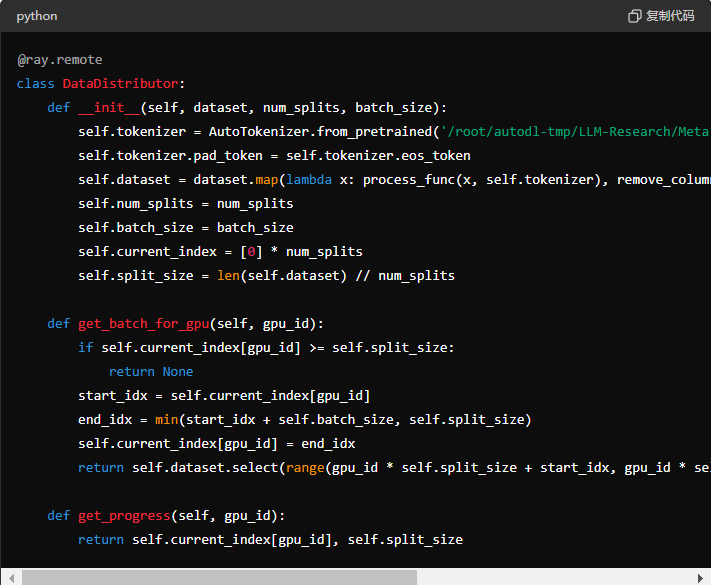 python
复制代码
@ray.remote
class DataDistributor:
    def __init__(self, dataset, num_splits, batch_size):
        self.tokenizer = AutoTokenizer.from_pretrained('/root/autodl-tmp/LLM-Research/Meta
        self.tokenizer.pad_token = self.tokenizer.eos_token
        self.dataset = dataset.map(lambda x: process_func(x, self.tokenizer), remove_colum
        self.num_splits = num_splits
        self.batch_size = batch_size
        self.current_index = [0] * num_splits
        self.split_size = len(self.dataset) // num_splits
    def get_batch_for_gpu(self, gpu_id):
        if self.current_index[gpu_id] >= self.split_size:
            return None
        start_idx = self.current_index[gpu_id]
        end_idx = min(start_idx + self.batch_size, self.split_size)
        self.current_index[gpu_id] = end_idx
        return self.dataset.select(range(gpu_id * self.split_size + start_idx, gpu_id * se
    def get_progress(self, gpu_id):
        return self.current_index[gpu_id], self.split_size